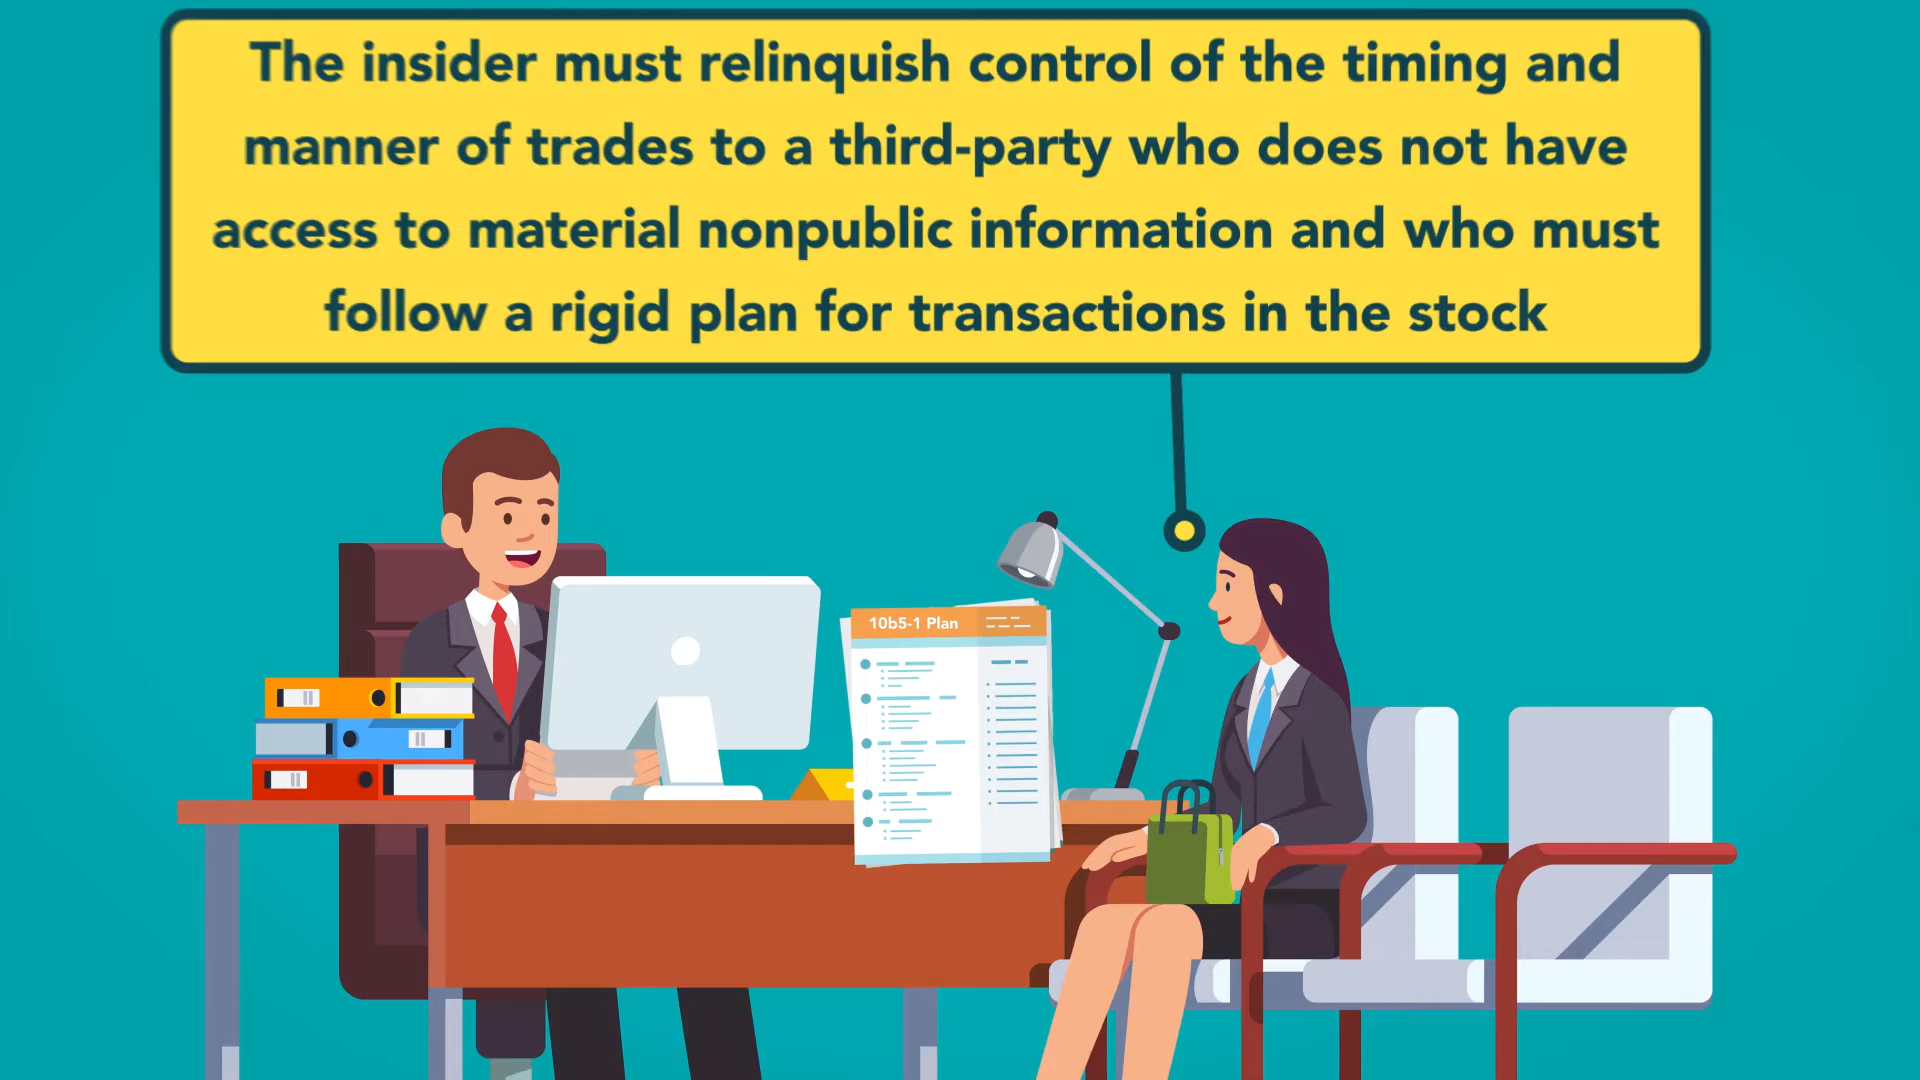 The insider must relinquish control of the timing and
manner of trades to a third-party who does not have
access to material nonpublic information and who must
follow a rigid plan for transactions in the stock
10b5-1 Plan